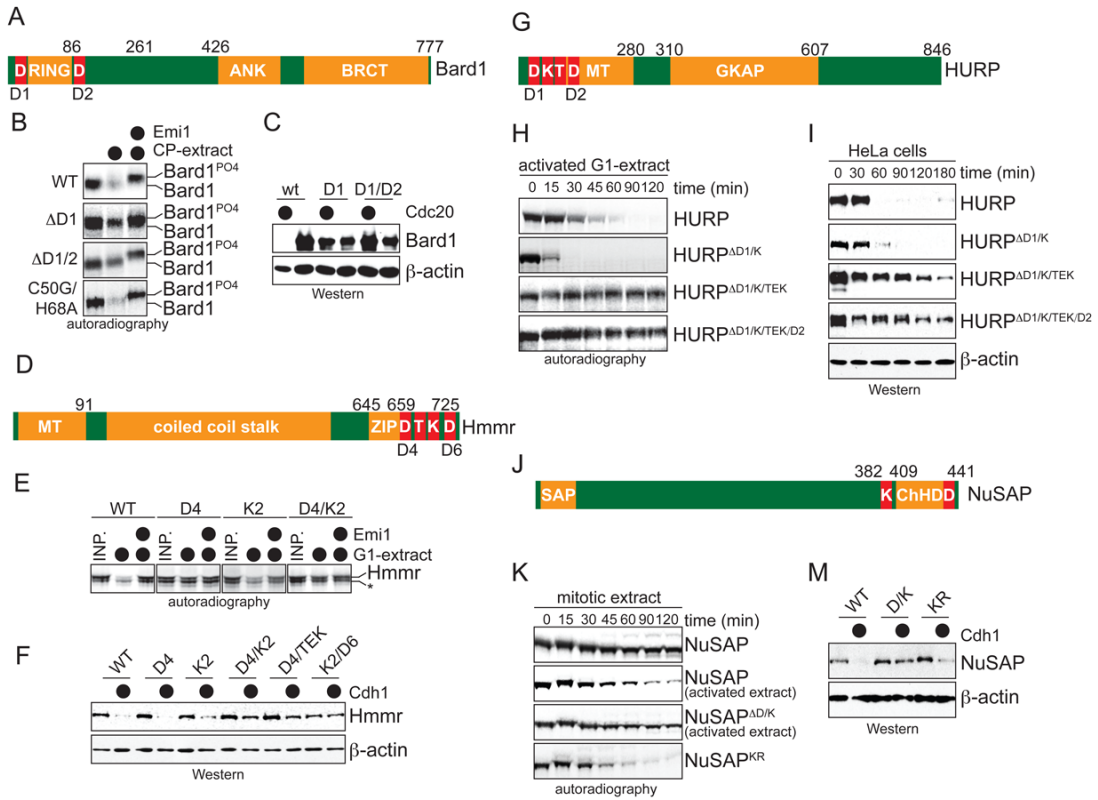 A
86 261 426 777
D RING D ANK BRCT Bard1
D1 D2
B
Emi1
CP-extract
WT Bard1PO4
Bard1
ΔD1 Bard1PO4
Bard1
ΔD1/2 Bard1PO4
Bard1
C50G/
H68A Bard1PO4
Bard1
autoradiography
C
wt D1 D1/D2
Cdc20
Bard1
β-actin
Western
D
91 645 659 725
MT coiled coil stalk ZIP D T K D Hmmr
D4 D6
E
WT D4 K2 D4/K2
Emi1
INP. INP. INP. INP. G1-extract
Hmmr
*
autoradiography
F
WT D4 K2 D4/K2 D4/TEK K2/D6
Cdh1
Hmmr
β-actin
Western
G
280 310 607 846
D K T D MT GKAP HURP
D1 D2
H
activated G1-extract
0 15 30 45 60 90 120 time (min)
HURP
HURPΔD1/K
HURPΔD1/K/TEK
HURPΔD1/K/TEK/D2
autoradiography
I
HeLa cells
0 30 60 90 120 180 time (min)
HURP
HURPΔD1/K
HURPΔD1/K/TEK
HURPΔD1/K/TEK/D2
β-actin
Western
J
382 409 441
SAP K ChHD D NuSAP
K
mitotic extract
0 15 30 45 60 90 120 time (min)
NuSAP
NuSAP
(activated extract)
NuSAPΔD/K
(activated extract)
NuSAPKR
autoradiography
M
WT D/K KR
Cdh1
NuSAP
β-actin
Western